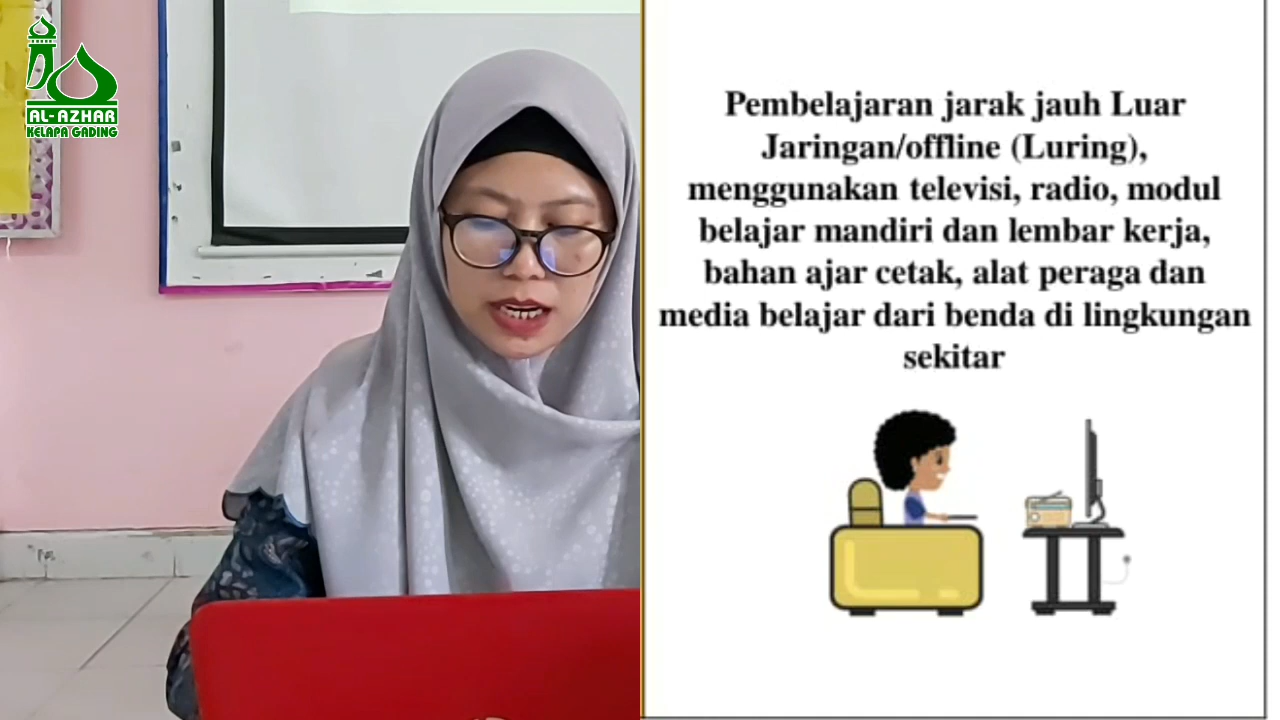 AL-AZHAR
KELAPA GADING
Pembelajaran jarak jauh Luar
Jaringan/offline (Luring),
menggunakan televisi, radio, modul
belajar mandiri dan lembar kerja,
bahan ajar cetak, alat peraga dan
media belajar dari benda di lingkungan
sekitar